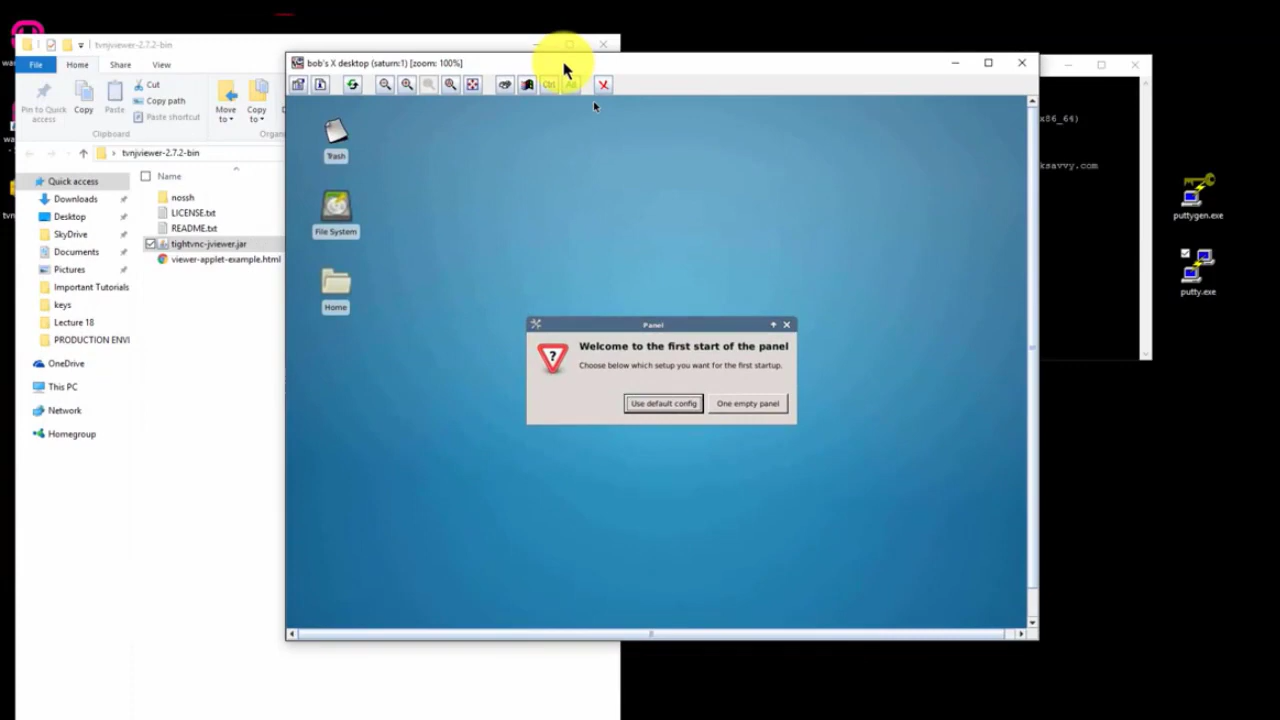 tvnjviewer-2.7.2-bin
File
Home
Share
View
Pin to Quick
access
Copy
Paste
Cut
Copy path
Paste shortcut
Move
to
Copy
to
Clipboard
Organ
tvnjviewer-2.7.2-bin
Name
Quick access
Downloads
Desktop
SkyDrive
Documents
Pictures
Important Tutorials
keys
Lecture 18
PRODUCTION ENVI
OneDrive
This PC
Network
Homegroup
nossh
LICENSE.txt
README.txt
tightvnc-jviewer.jar
viewer-applet-example.html
bob's X desktop (saturn:1) [zoom: 100%]
Ctrl
Trash
File System
Home
Panel
Welcome to the first start of the panel
Choose below which setup you want for the first startup.
Use default config
One empty panel
x86_64)
ksavvy.com
puttygen.exe
putty.exe